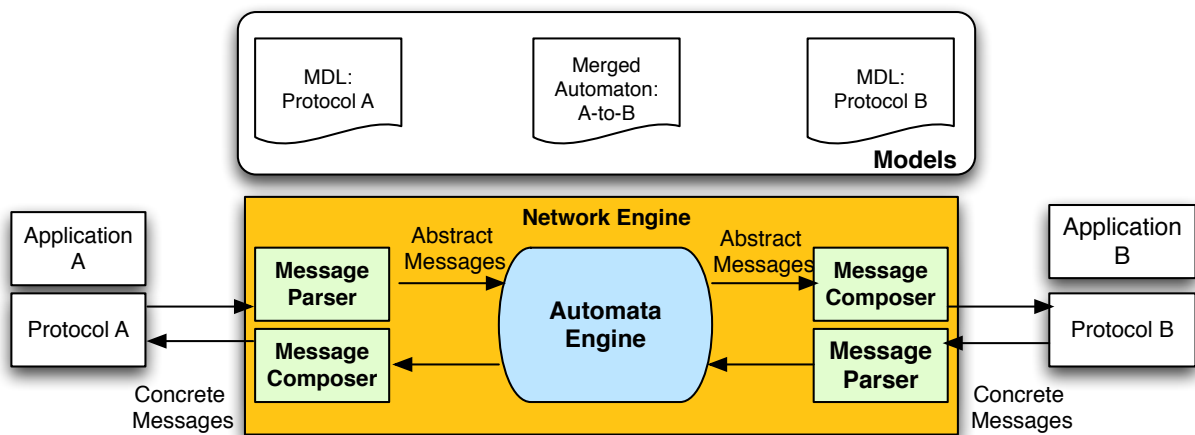 MDL:
Protocol A
Merged
Automaton:
A-to-B
MDL:
Protocol B
Models
Network Engine
Application
A
Protocol A
Concrete
Messages
Message
Parser
Message
Composer
Abstract
Messages
Automata
Engine
Abstract
Messages
Message
Composer
Message
Parser
Application
B
Protocol B
Concrete
Messages